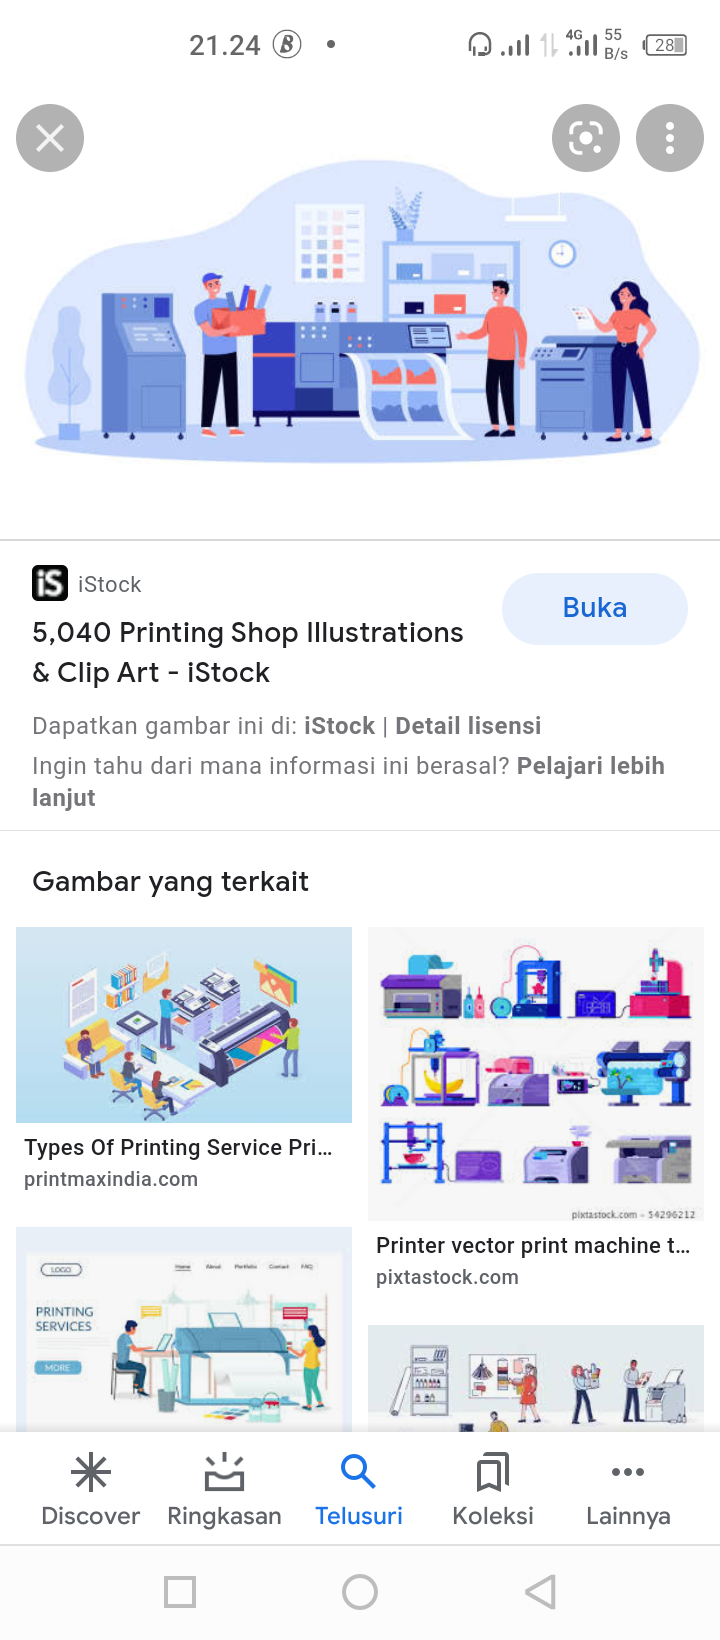 21.24
4G
55
B/s
28
iS iStock
Buka
5,040 Printing Shop Illustrations
& Clip Art - iStock
Dapatkan gambar ini di: iStock | Detail lisensi
Ingin tahu dari mana informasi ini berasal? Pelajari lebih
lanjut
Gambar yang terkait
Types Of Printing Service Pri...
printmaxindia.com
pixtastock.com - 54296212
Printer vector print machine t...
pixtastock.com
LOGO
Home About Portfolio Contact FAQ
PRINTING
SERVICES
MORE
Discover Ringkasan Telusuri Koleksi Lainnya